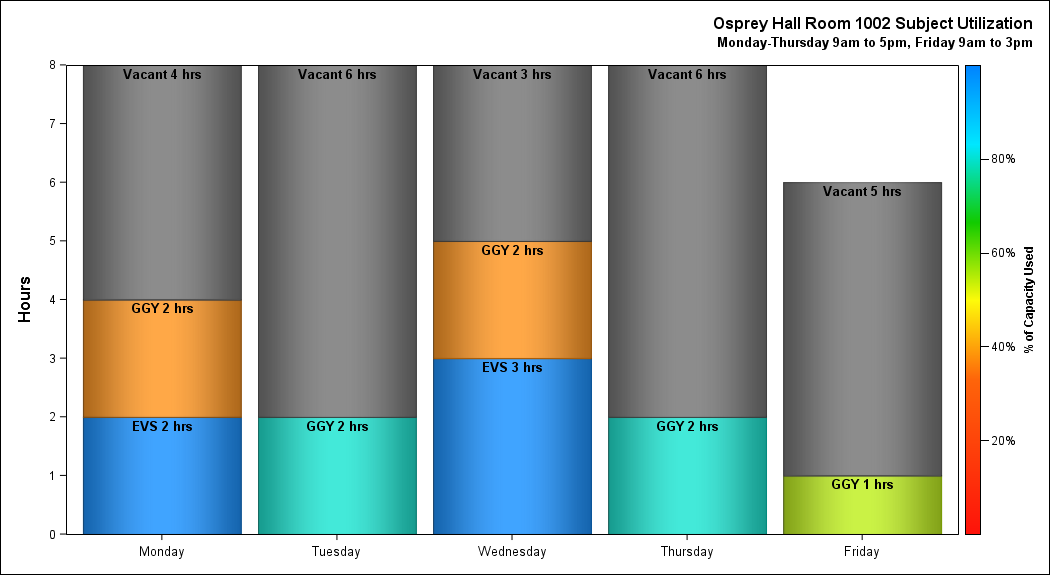 Osprey Hall Room 1002 Subject Utilization
Monday-Thursday 9am to 5pm, Friday 9am to 3pm
8
7
6
5
4
3
2
1
0
Hours
Vacant 4 hrs
GGY 2 hrs
EVS 2 hrs
Vacant 6 hrs
GGY 2 hrs
Vacant 3 hrs
GGY 2 hrs
EVS 3 hrs
Vacant 6 hrs
GGY 2 hrs
Vacant 5 hrs
GGY 1 hrs
Monday
Tuesday
Wednesday
Thursday
Friday
80%
60%
40%
20%
% of Capacity Used